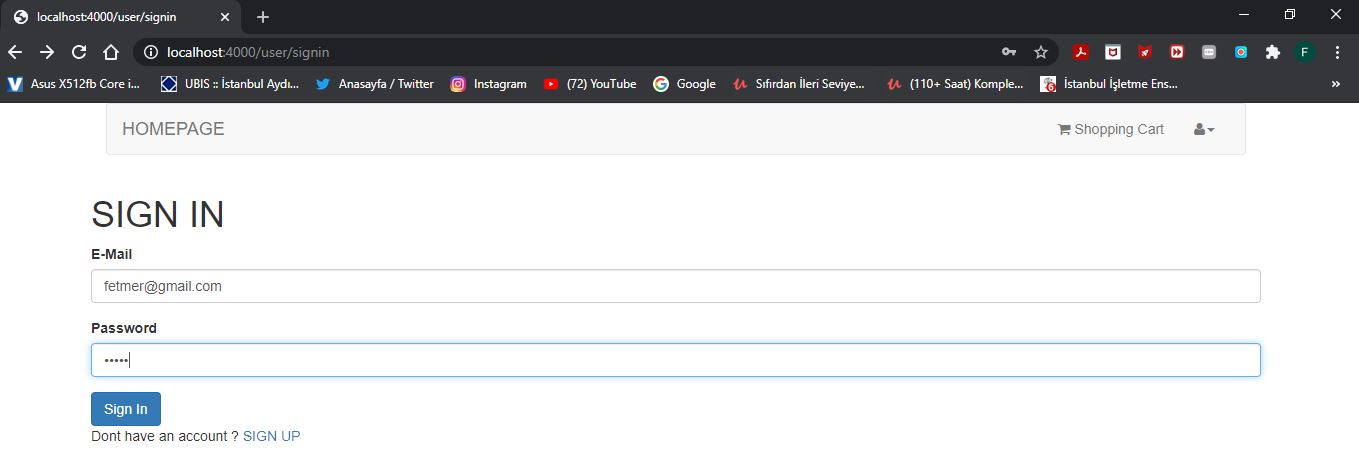 localhost:4000/user/signin
localhost:4000/user/signin
F
Asus X512fb Core i... UBIS :: İstanbul Aydı... Anasayfa / Twitter Instagram (72) YouTube Google Sıfırdan İleri Seviye... (110+ Saat) Komple... İstanbul İşletme Ens... »
HOMEPAGE Shopping Cart
SIGN IN
E-Mail
fetmer@gmail.com
Password
•••••
Sign In
Dont have an account ? SIGN UP